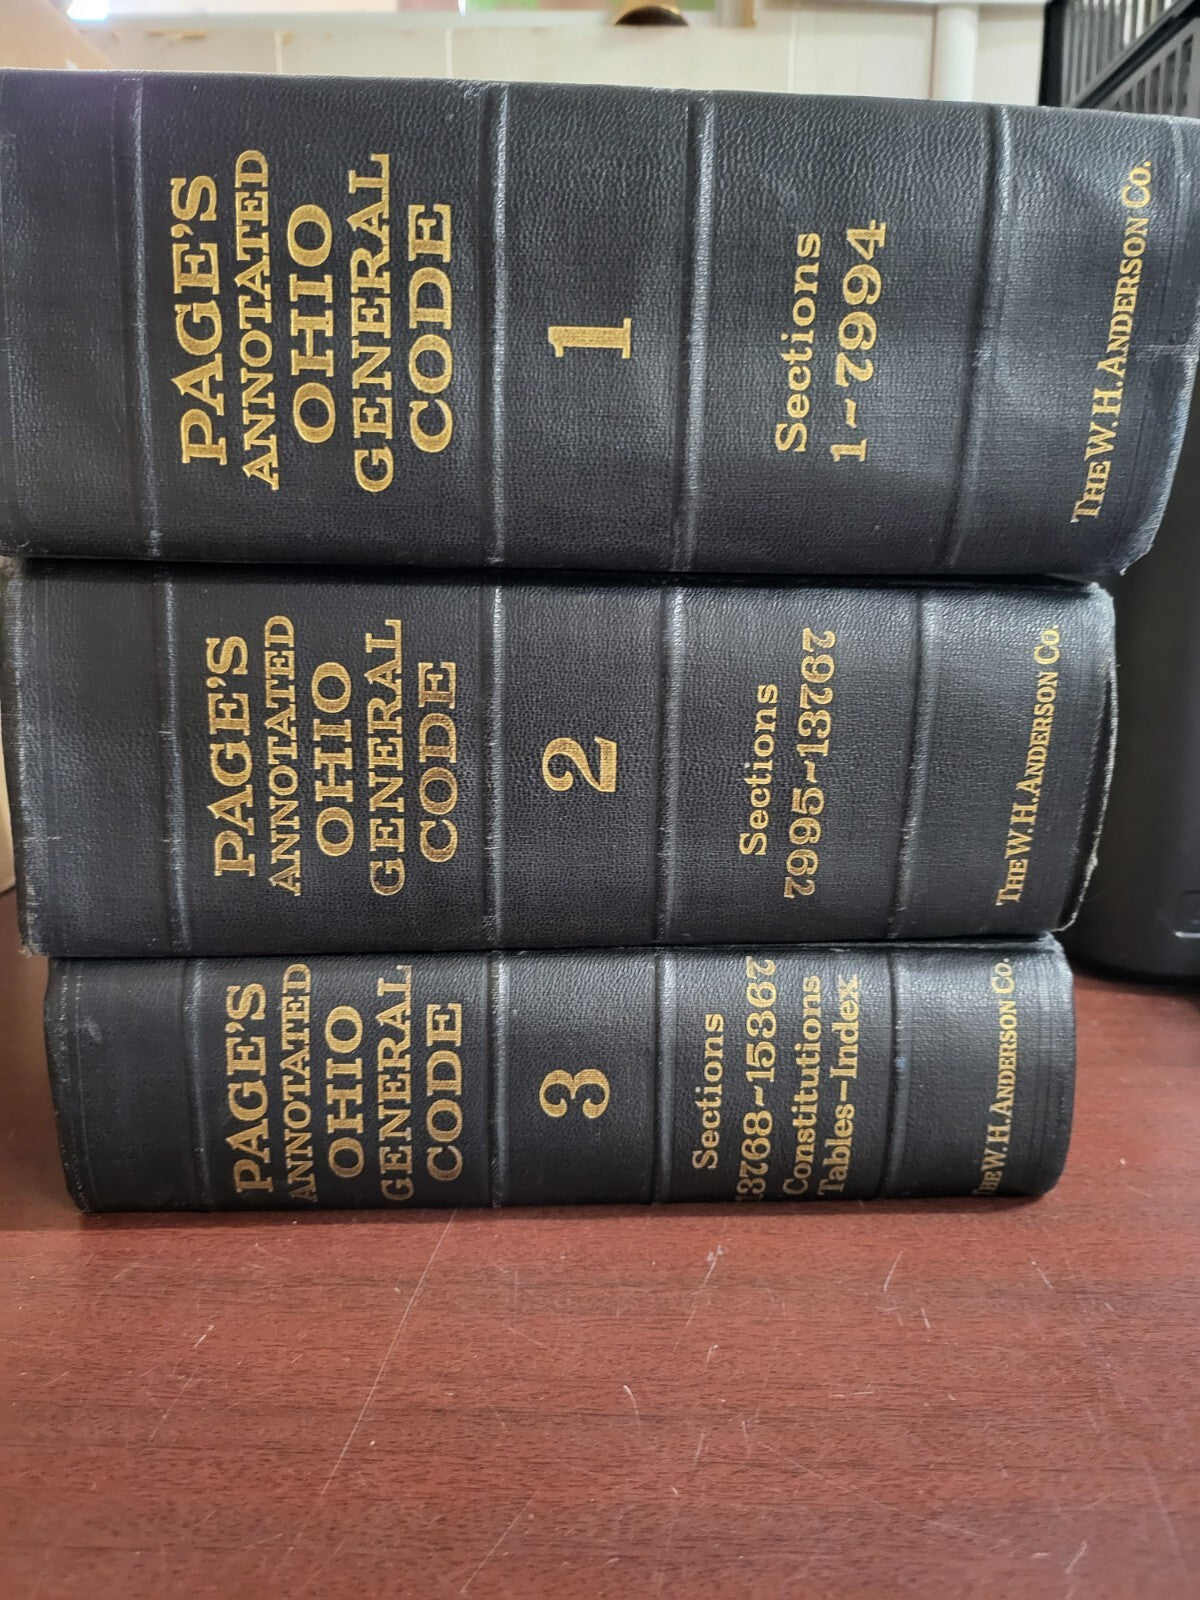 PAGE'S
ANNOTATED
OHIO
GENERAL
CODE
1
Sections
1-7994
THE W. H. ANDERSON CO.
PAGE'S
ANNOTATED
OHIO
GENERAL
CODE
2
Sections
7995-13767
THE W. H. ANDERSON CO.
PAGE'S
ANNOTATED
OHIO
GENERAL
CODE
3
Sections
13768-15367
Constitutions
Tables-Index
THE W. H. ANDERSON CO.